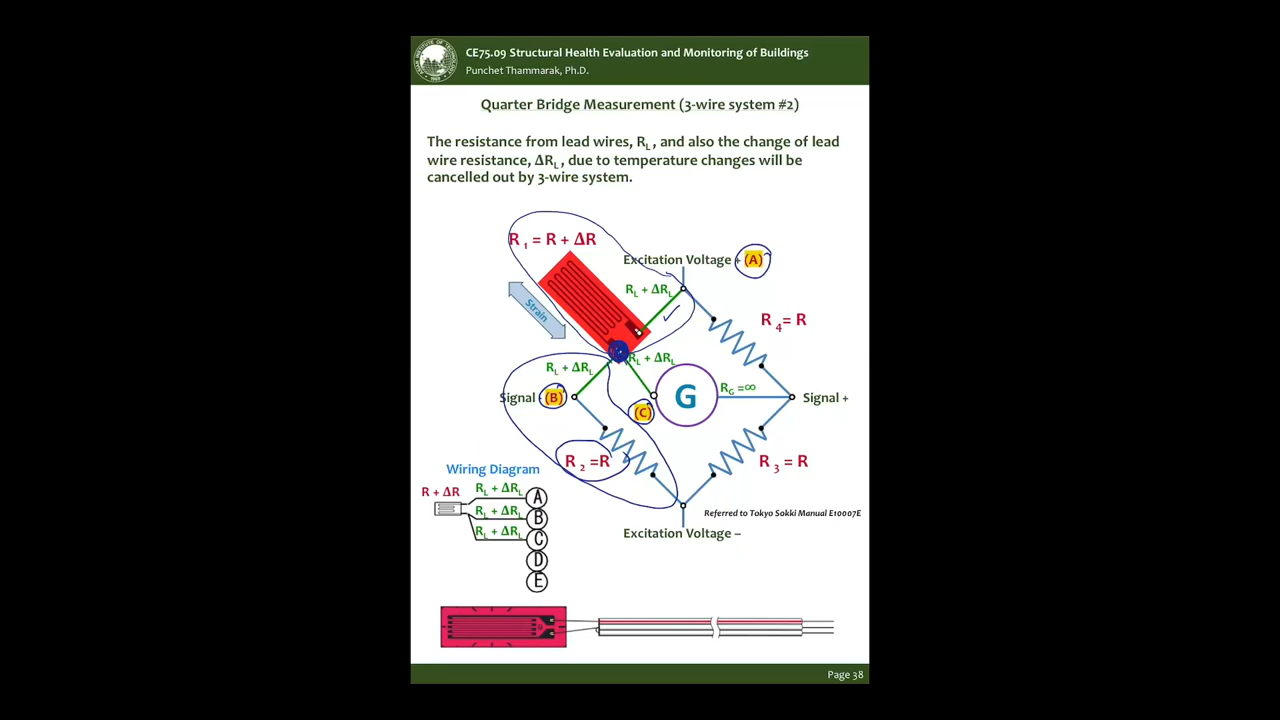 CE75.09 Structural Health Evaluation and Monitoring of Buildings
Punchet Thammarak, Ph.D.
Quarter Bridge Measurement (3-wire system #2)
The resistance from lead wires, RL , and also the change of lead
wire resistance, ΔRL , due to temperature changes will be
cancelled out by 3-wire system.
R 1 = R + ΔR
Excitation Voltage + (A)
RL + ΔRL
Strain
R 4= R
RL + ΔRL
RL + ΔRL
RG =∞
Signal - (B)
(C)
G
Signal +
R 2 =R
R 3 = R
Wiring Diagram
R + ΔR
RL + ΔRL A
RL + ΔRL B
RL + ΔRL C
D
E
Referred to Tokyo Sokki Manual E10007E
Excitation Voltage –
Page 38